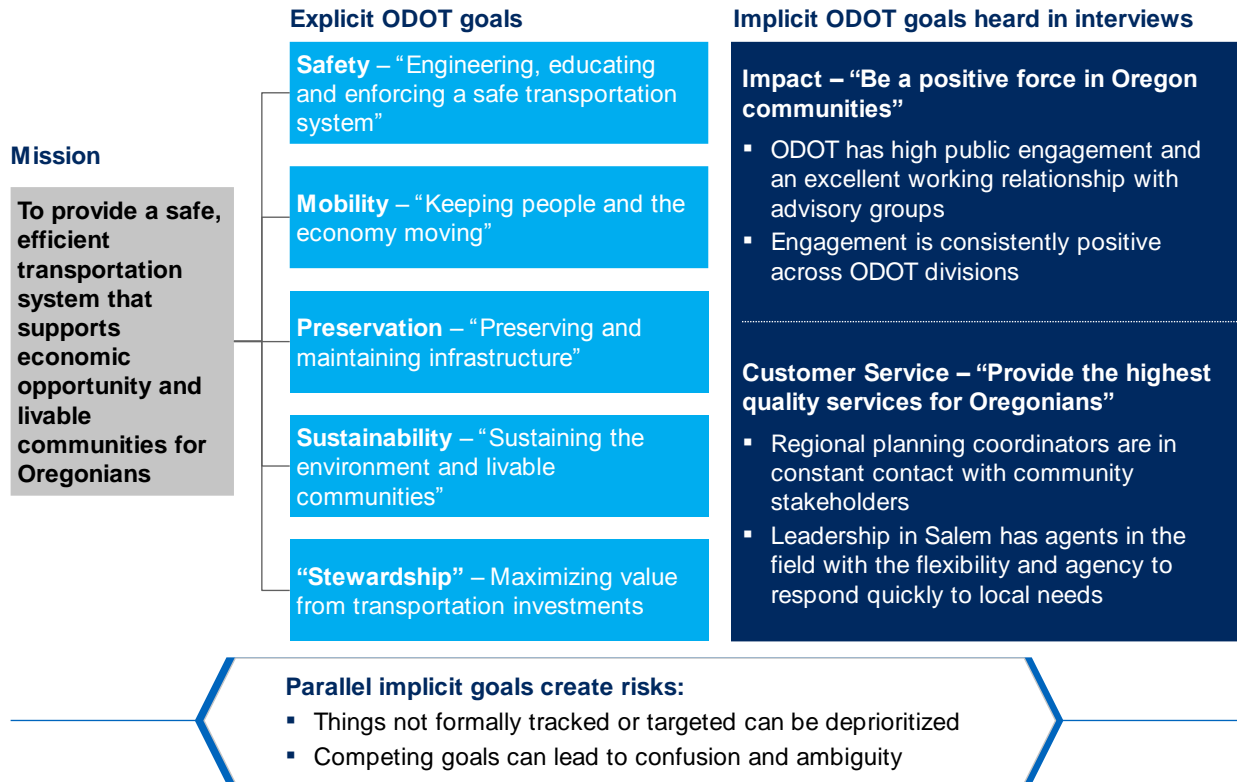 Explicit ODOT goals
Implicit ODOT goals heard in interviews
Mission
To provide a safe,
efficient
transportation
system that
supports
economic
opportunity and
livable
communities for
Oregonians
Safety – “Engineering, educating
and enforcing a safe transportation
system”
Mobility – “Keeping people and the
economy moving”
Preservation – “Preserving and
maintaining infrastructure”
Sustainability – “Sustaining the
environment and livable
communities”
“Stewardship” – Maximizing value
from transportation investments
Impact – “Be a positive force in Oregon
communities”
▪ ODOT has high public engagement and
an excellent working relationship with
advisory groups
▪ Engagement is consistently positive
across ODOT divisions
Customer Service – “Provide the highest
quality services for Oregonians”
▪ Regional planning coordinators are in
constant contact with community
stakeholders
▪ Leadership in Salem has agents in the
field with the flexibility and agency to
respond quickly to local needs
Parallel implicit goals create risks:
▪ Things not formally tracked or targeted can be deprioritized
▪ Competing goals can lead to confusion and ambiguity